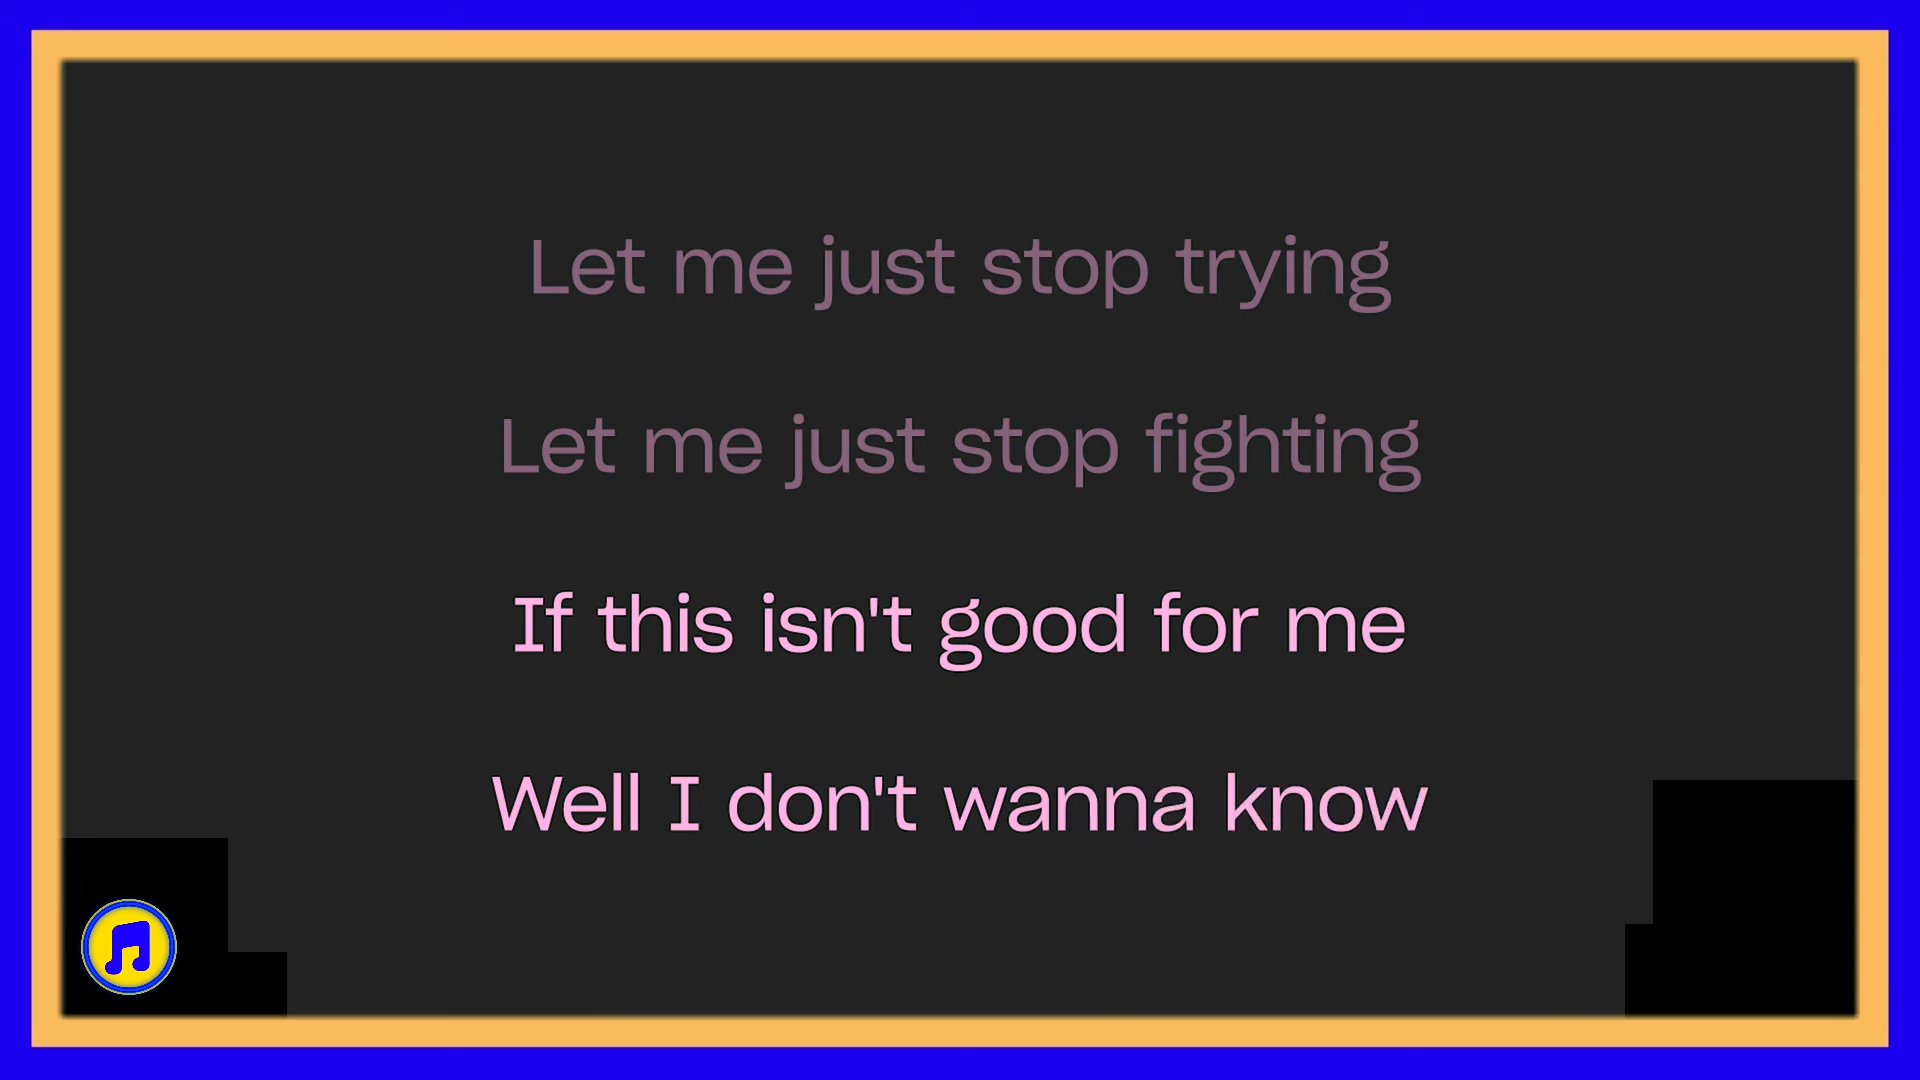 Let me just stop trying
Let me just stop fighting
If this isn't good for me
Well I don't wanna know